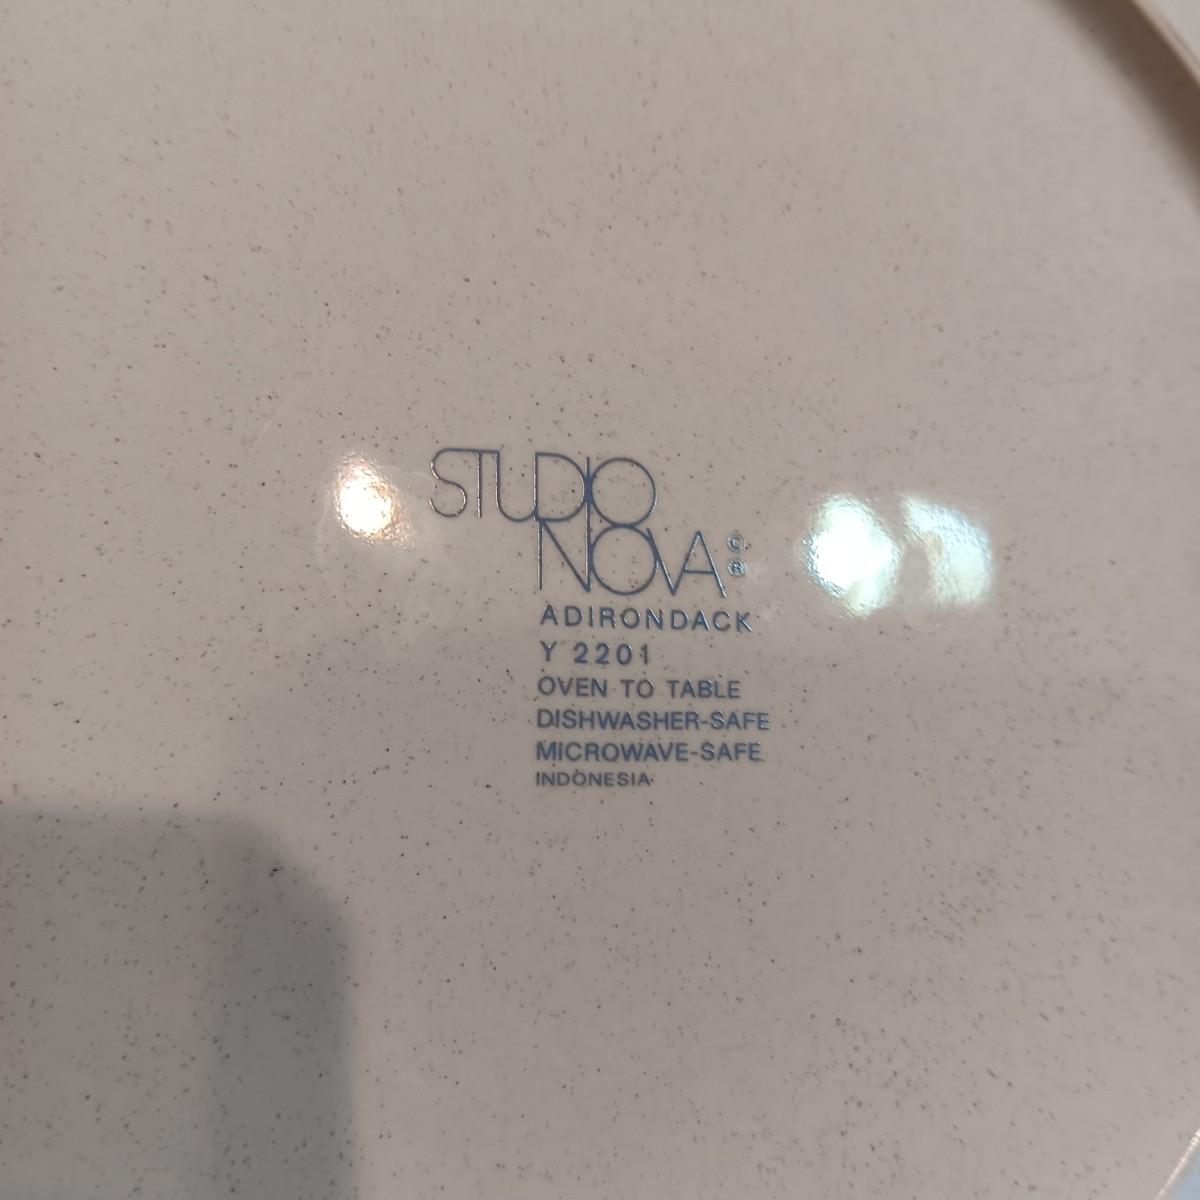 STUDIO
NOVA © ®
ADIRONDACK
Y 2201
OVEN TO TABLE
DISHWASHER-SAFE
MICROWAVE-SAFE
INDONESIA